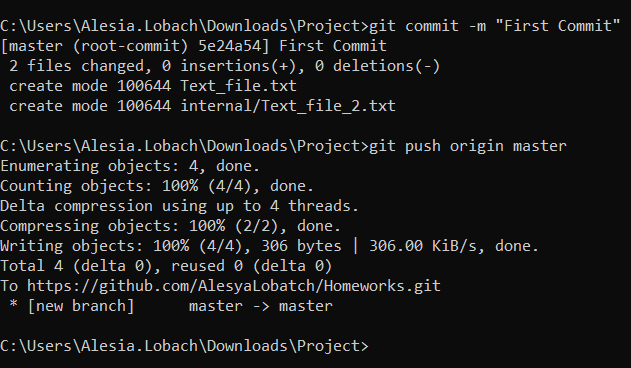 C:\Users\Alesia.Lobach\Downloads\Project>git commit -m "First Commit"
[master (root-commit) 5e24a54] First Commit
 2 files changed, 0 insertions(+), 0 deletions(-)
 create mode 100644 Text_file.txt
 create mode 100644 internal/Text_file_2.txt
C:\Users\Alesia.Lobach\Downloads\Project>git push origin master
Enumerating objects: 4, done.
Counting objects: 100% (4/4), done.
Delta compression using up to 4 threads.
Compressing objects: 100% (2/2), done.
Writing objects: 100% (4/4), 306 bytes | 306.00 KiB/s, done.
Total 4 (delta 0), reused 0 (delta 0)
To https://github.com/AlesyaLobatch/Homeworks.git
 * [new branch]      master -> master
C:\Users\Alesia.Lobach\Downloads\Project>